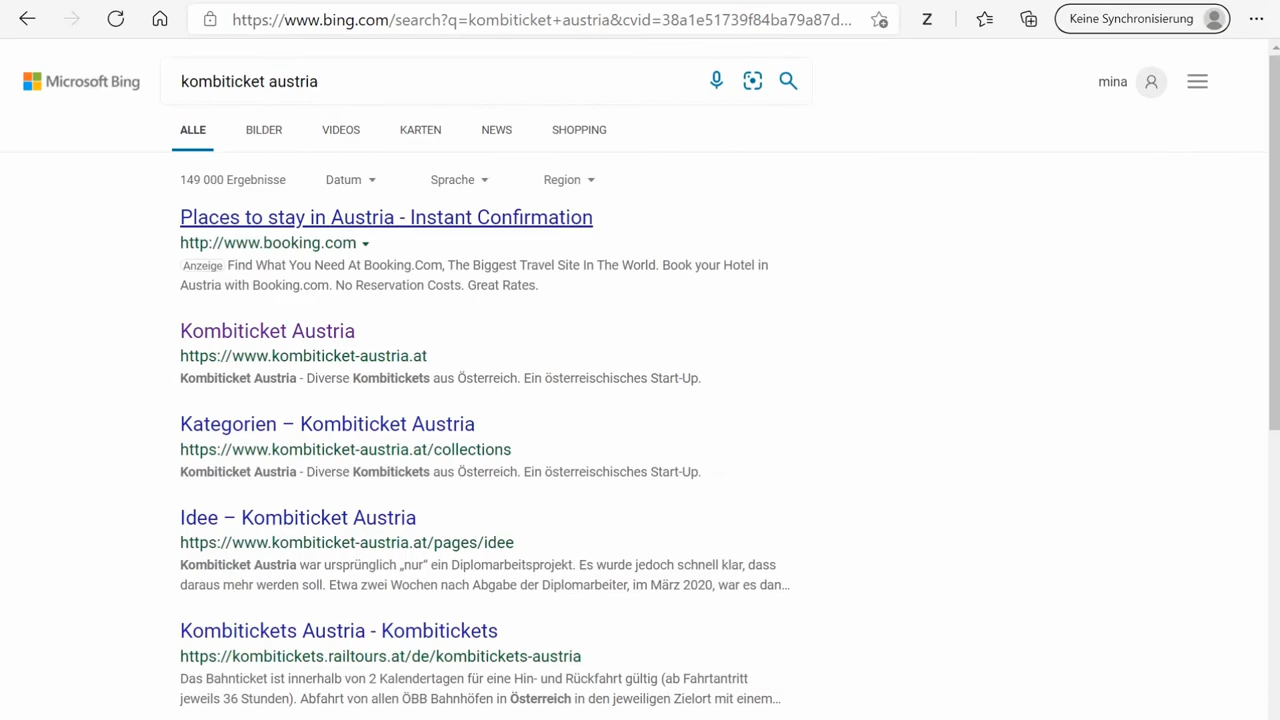 https://www.bing.com/search?q=kombiticket+austria&cvid=38a1e51739f84ba79a87d...
Z
Keine Synchronisierung
Microsoft Bing
kombiticket austria
mina
ALLE BILDER VIDEOS KARTEN NEWS SHOPPING
149 000 Ergebnisse Datum Sprache Region
Places to stay in Austria - Instant Confirmation
http://www.booking.com
Anzeige Find What You Need At Booking.Com, The Biggest Travel Site In The World. Book your Hotel in
Austria with Booking.com. No Reservation Costs. Great Rates.
Kombiticket Austria
https://www.kombiticket-austria.at
Kombiticket Austria - Diverse Kombitickets aus Österreich. Ein österreischisches Start-Up.
Kategorien – Kombiticket Austria
https://www.kombiticket-austria.at/collections
Kombiticket Austria - Diverse Kombitickets aus Österreich. Ein österreischisches Start-Up.
Idee – Kombiticket Austria
https://www.kombiticket-austria.at/pages/idee
Kombiticket Austria war ursprünglich „nur“ ein Diplomarbeitsprojekt. Es wurde jedoch schnell klar, dass
daraus mehr werden soll. Etwa zwei Wochen nach Abgabe der Diplomarbeiter, im März 2020, war es dan...
Kombitickets Austria - Kombitickets
https://kombitickets.railtours.at/de/kombitickets-austria
Das Bahnticket ist innerhalb von 2 Kalendertagen für eine Hin- und Rückfahrt gültig (ab Fahrtantritt
jeweils 36 Stunden). Abfahrt von allen ÖBB Bahnhöfen in Österreich in den jeweiligen Zielort mit einem...